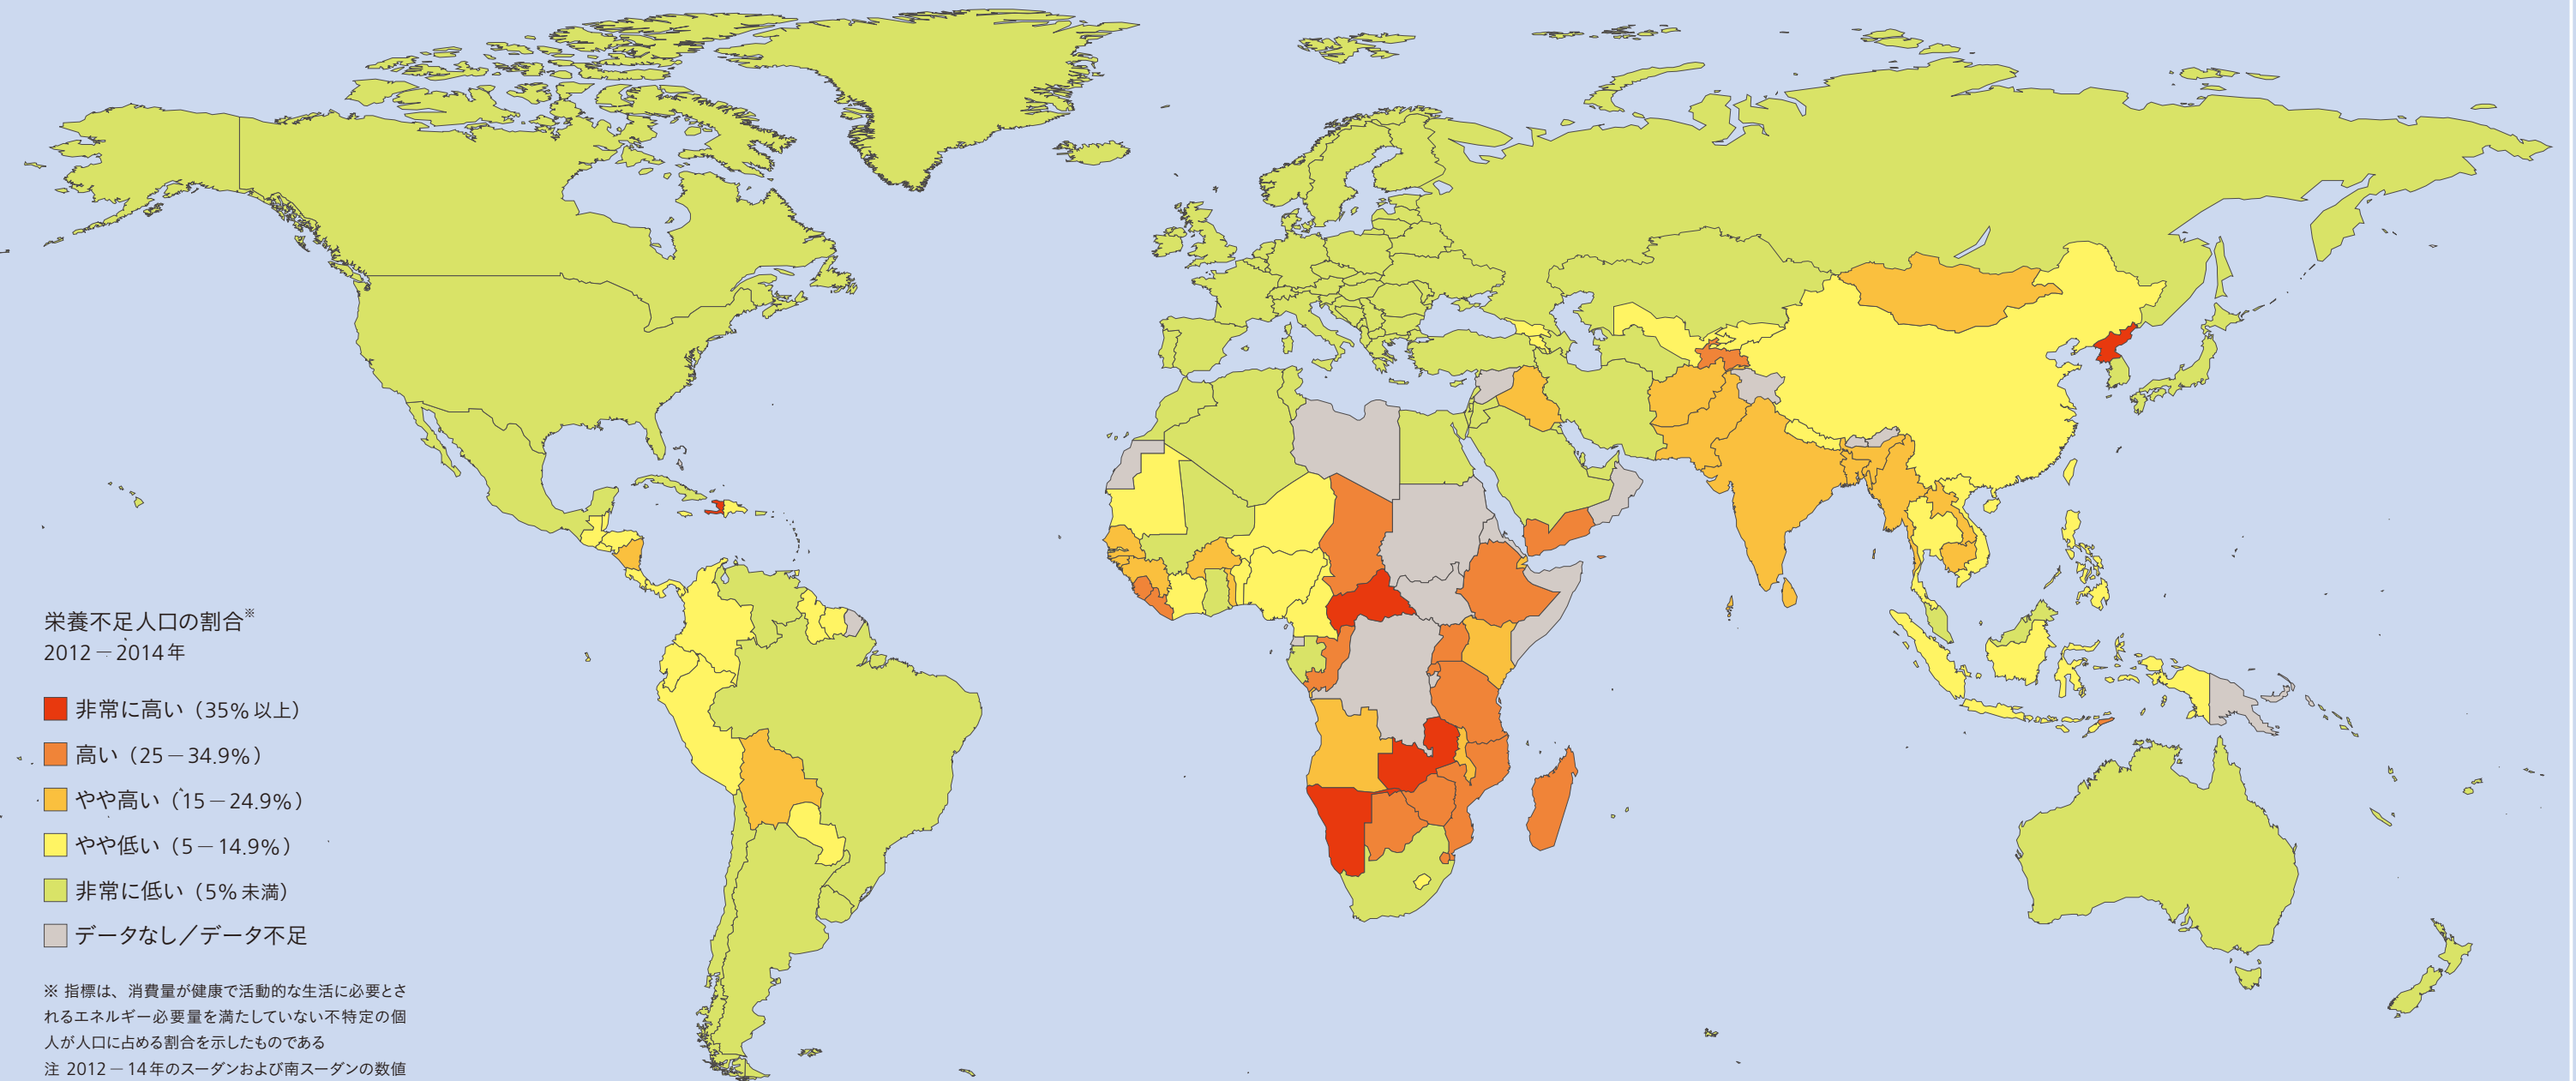 栄養不足人口の割合※
2012－2014年
非常に高い（35%以上）
高い（25－34.9%）
やや高い（15－24.9%）
やや低い（5－14.9%）
非常に低い（5%未満）
データなし／データ不足
※ 指標は、消費量が健康で活動的な生活に必要とさ
れるエネルギー必要量を満たしていない不特定の個
人が人口に占める割合を示したものである
注 2012－14年のスーダンおよび南スーダンの数値